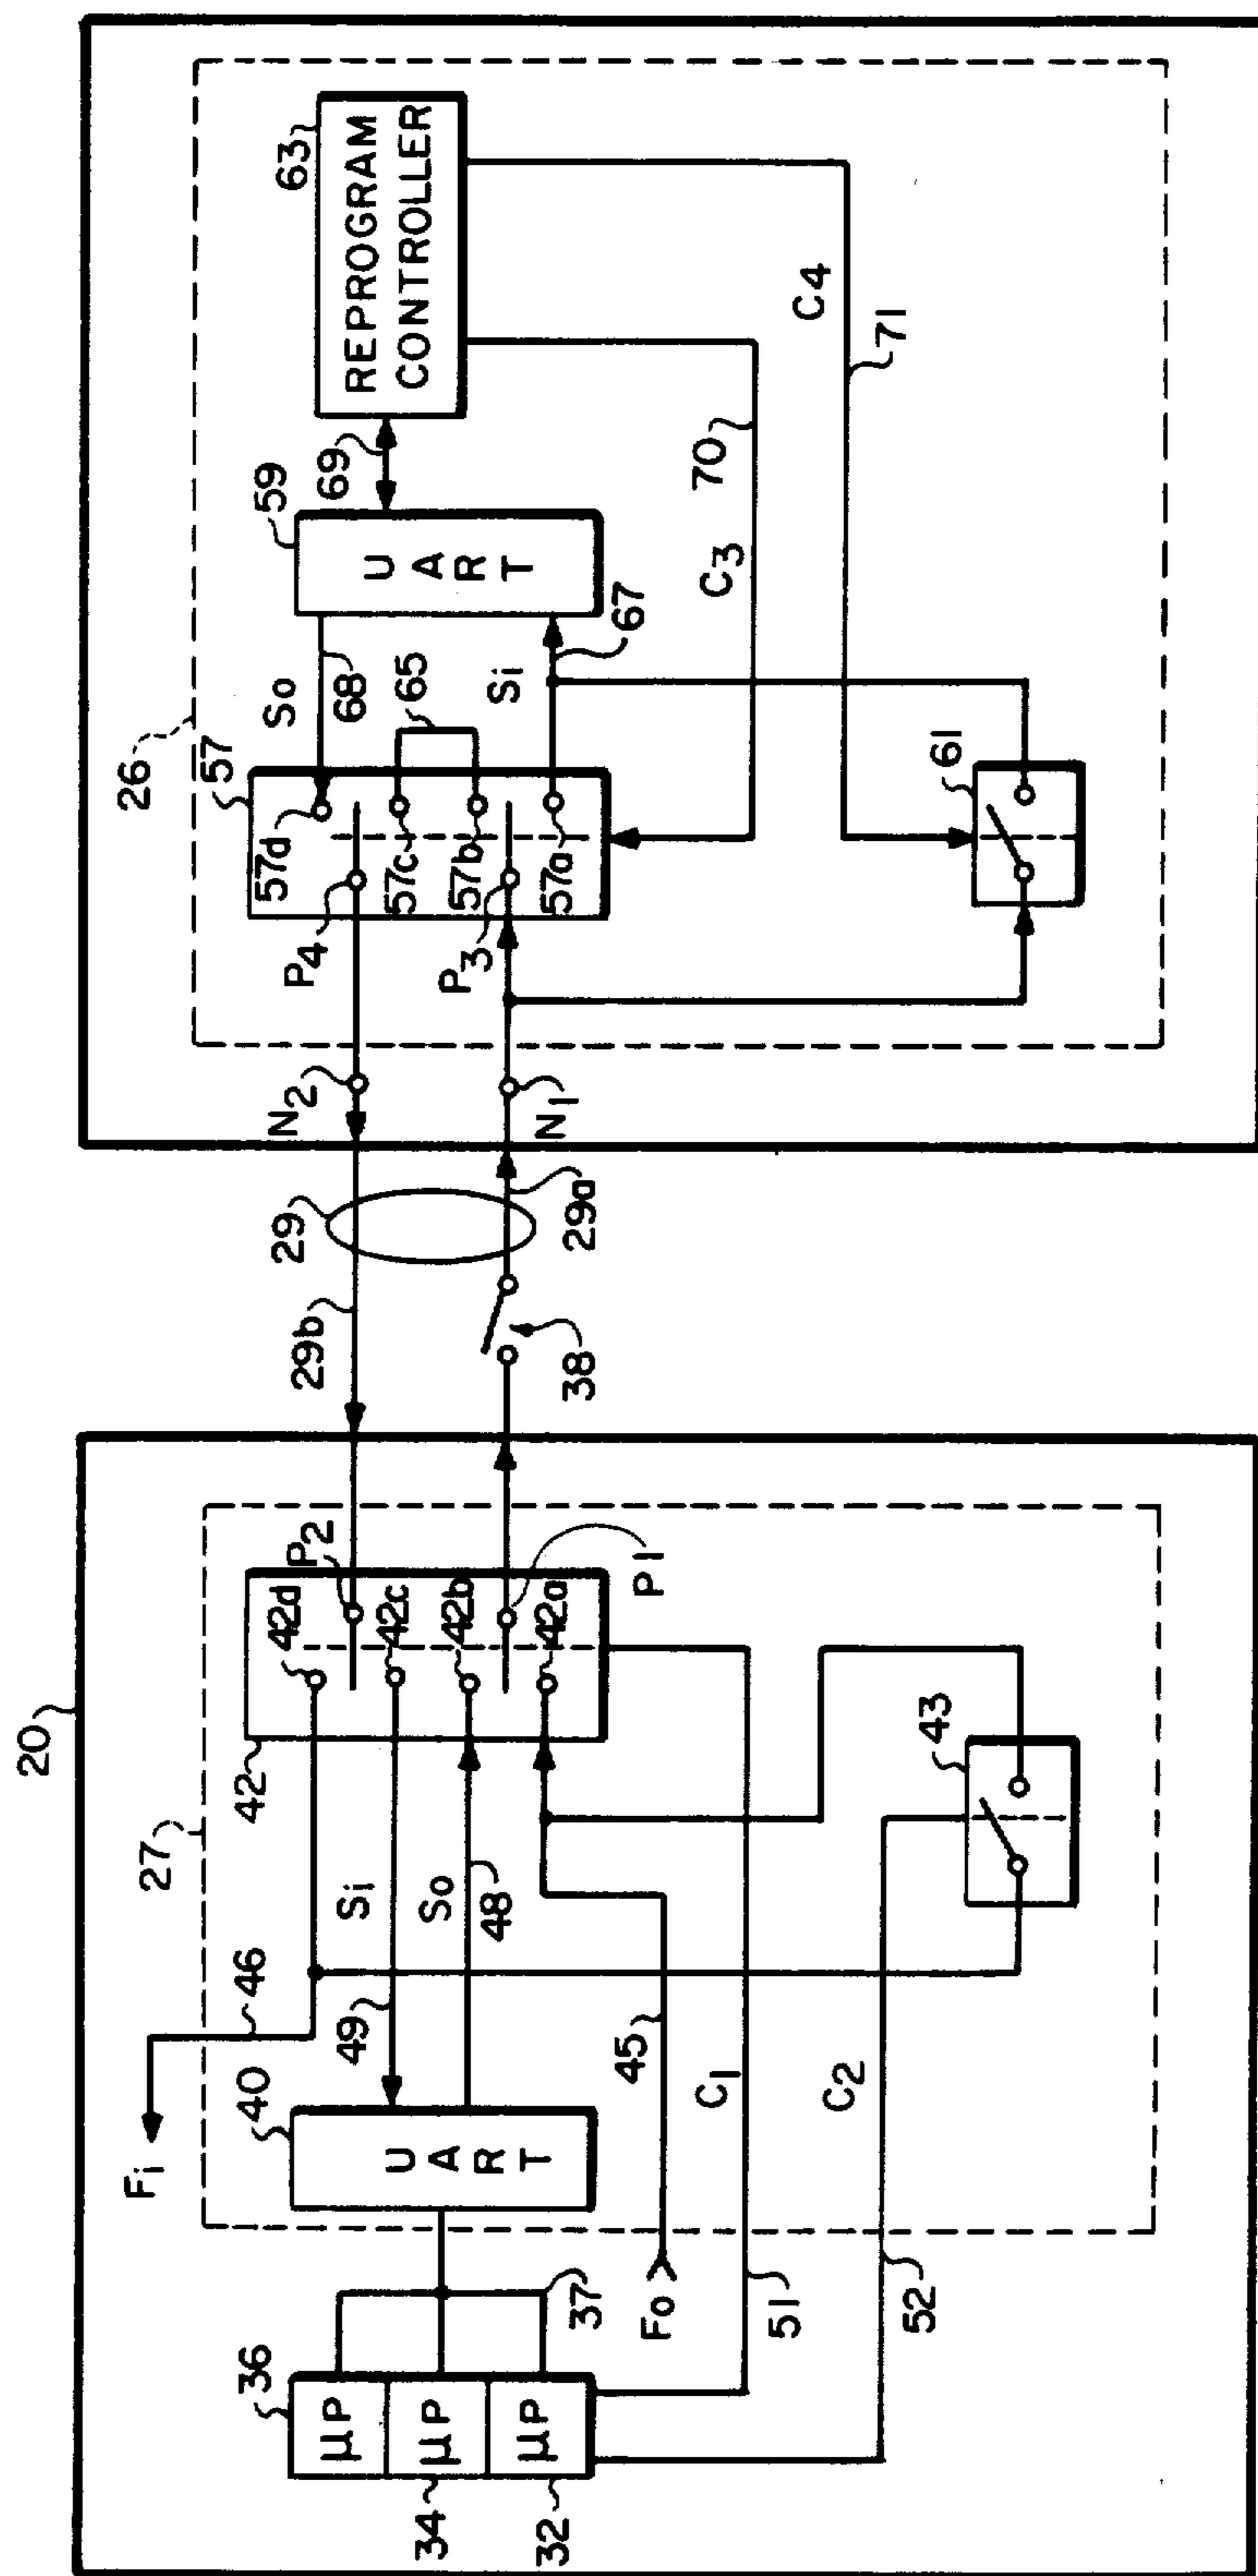 20
27
46
Fi
36
μP
μP
μP
34
32
37
40
UART
49
Si
So
48
42
42d
P2
42c
42b
P1
42a
45
Fo
C1
51
C2
52
43
29
29b
29a
38
N2
N1
26
57
57d
P4
57c
57b
P3
57a
So
68
65
Si
67
59
UART
69
63
REPROGRAM
CONTROLLER
C3
70
C4
71
61